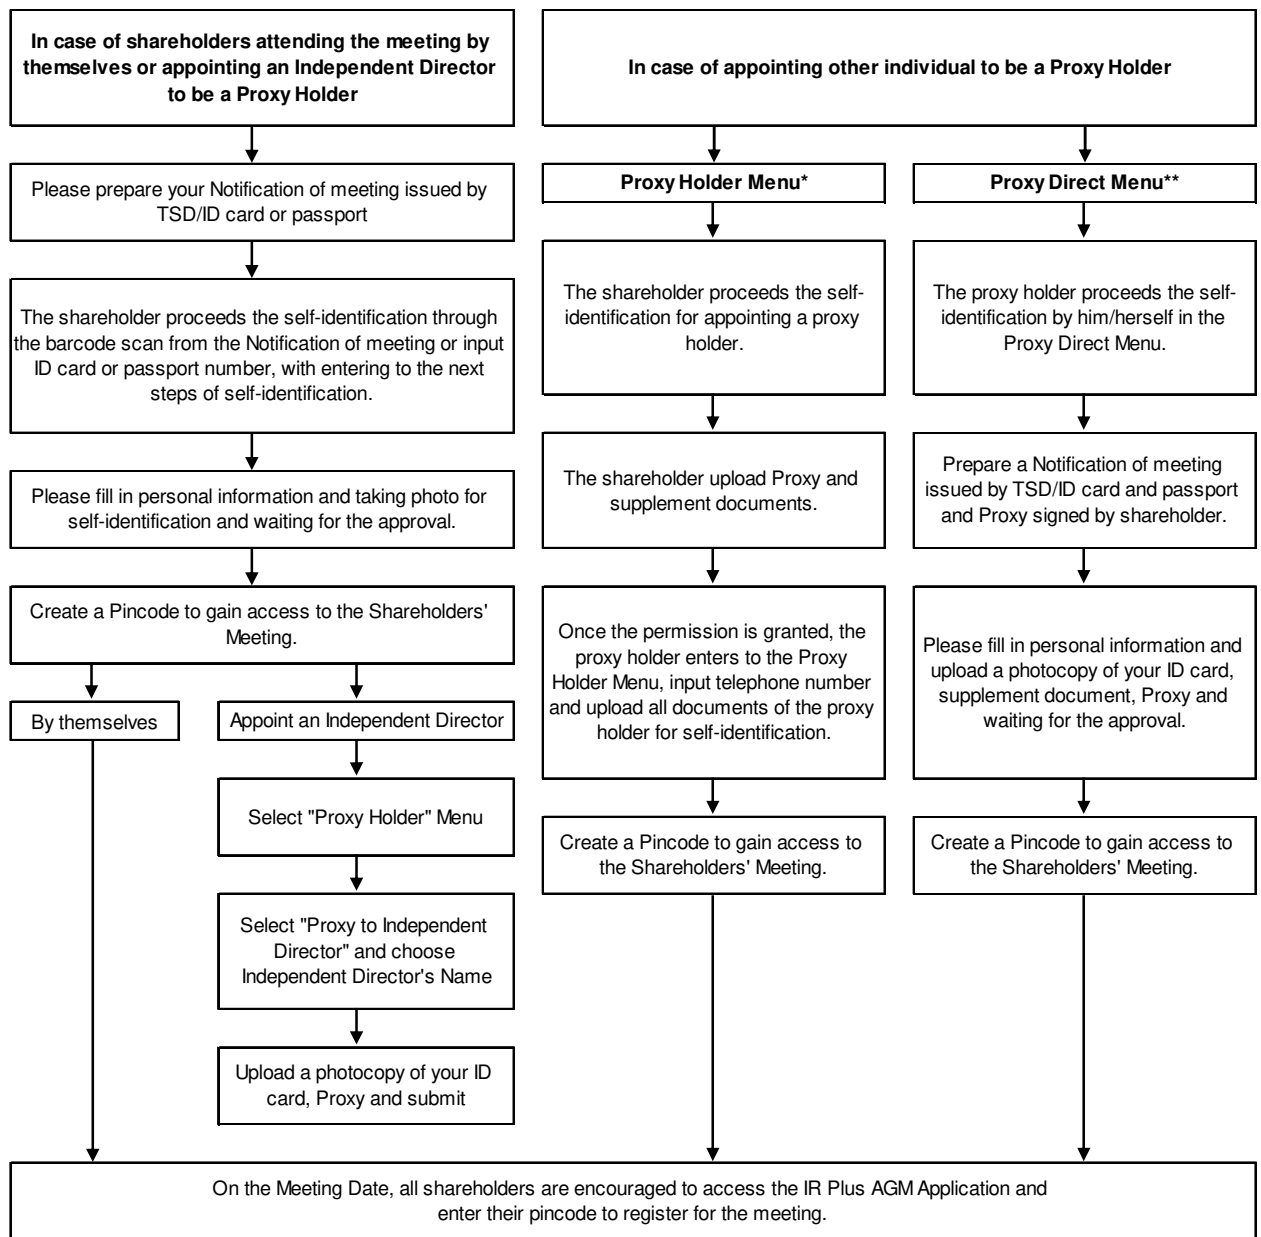 In case of shareholders attending the meeting by
themselves or appointing an Independent Director
to be a Proxy Holder
Please prepare your Notification of meeting issued by
TSD/ID card or passport
The shareholder proceeds the self-identification through
the barcode scan from the Notification of meeting or input
ID card or passport number, with entering to the next
steps of self-identification.
Please fill in personal information and taking photo for
self-identification and waiting for the approval.
Create a Pincode to gain access to the Shareholders'
Meeting.
By themselves
Appoint an Independent Director
Select "Proxy Holder" Menu
Select "Proxy to Independent
Director" and choose
Independent Director's Name
Upload a photocopy of your ID
card, Proxy and submit
In case of appointing other individual to be a Proxy Holder
Proxy Holder Menu*
The shareholder proceeds the self-
identification for appointing a proxy
holder.
The shareholder upload Proxy and
supplement documents.
Once the permission is granted, the
proxy holder enters to the Proxy
Holder Menu, input telephone number
and upload all documents of the proxy
holder for self-identification.
Create a Pincode to gain access to
the Shareholders' Meeting.
Proxy Direct Menu**
The proxy holder proceeds the self-
identification by him/herself in the
Proxy Direct Menu.
Prepare a Notification of meeting
issued by TSD/ID card and passport
and Proxy signed by shareholder.
Please fill in personal information and
upload a photocopy of your ID card,
supplement document, Proxy and
waiting for the approval.
Create a Pincode to gain access to
the Shareholders' Meeting.
On the Meeting Date, all shareholders are encouraged to access the IR Plus AGM Application and
enter their pincode to register for the meeting.